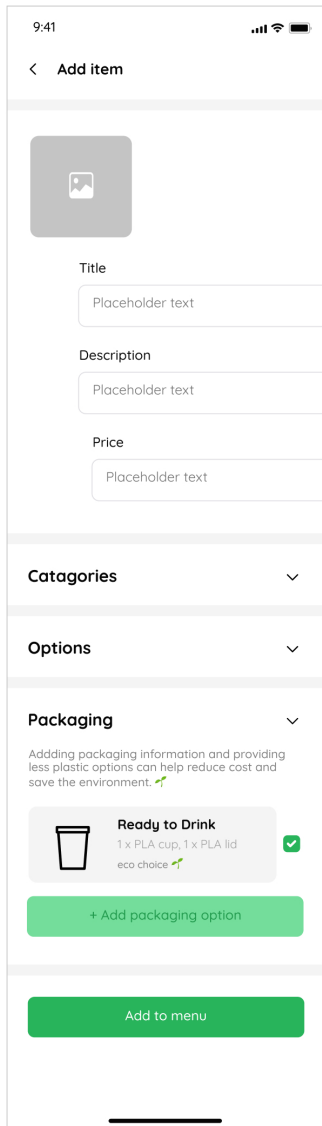 9:41
Add item
Title
Placeholder text
Description
Placeholder text
Price
Placeholder text
Catagories
Options
Packaging
Addding packaging information and providing
less plastic options can help reduce cost and
save the environment.
Ready to Drink
1 x PLA cup, 1 x PLA lid
eco choice
+ Add packaging option
Add to menu